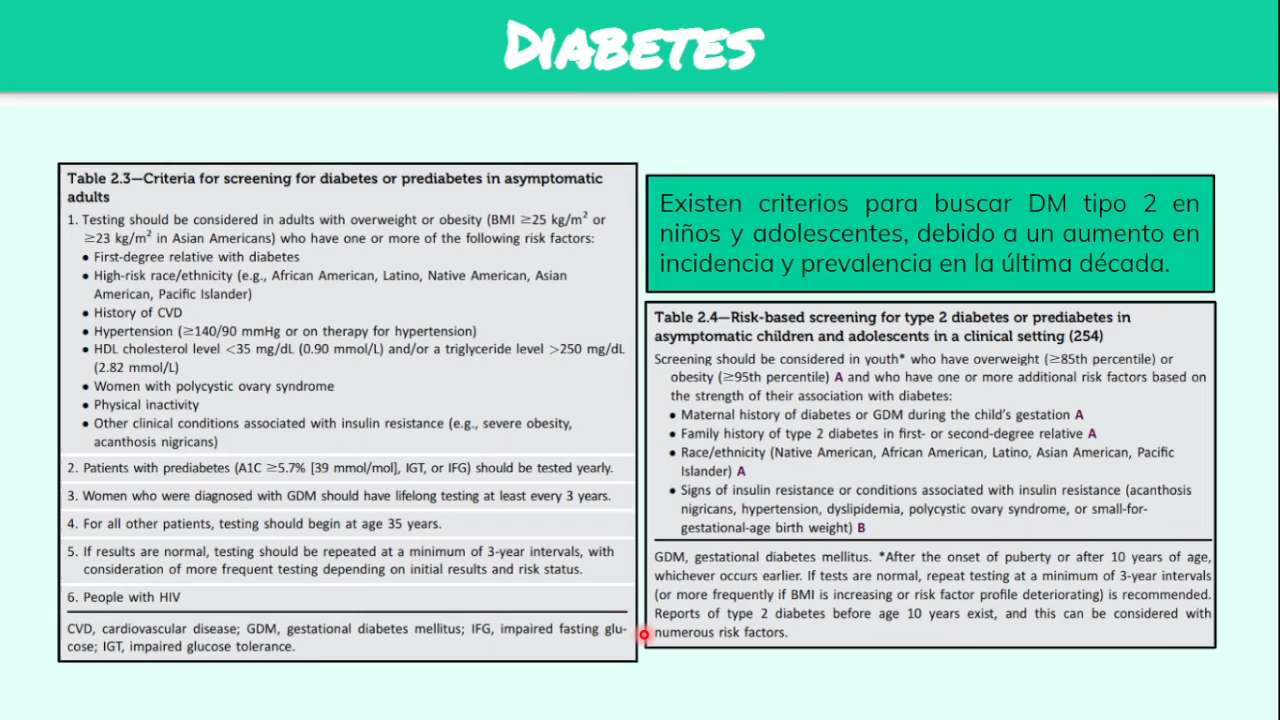 DIABETES
Table 2.3—Criteria for screening for diabetes or prediabetes in asymptomatic
adults
1. Testing should be considered in adults with overweight or obesity (BMI ≥25 kg/m² or
≥23 kg/m² in Asian Americans) who have one or more of the following risk factors:
• First-degree relative with diabetes
• High-risk race/ethnicity (e.g., African American, Latino, Native American, Asian
American, Pacific Islander)
• History of CVD
• Hypertension (≥140/90 mmHg or on therapy for hypertension)
• HDL cholesterol level <35 mg/dL (0.90 mmol/L) and/or a triglyceride level >250 mg/dL
(2.82 mmol/L)
• Women with polycystic ovary syndrome
• Physical inactivity
• Other clinical conditions associated with insulin resistance (e.g., severe obesity,
acanthosis nigricans)
2. Patients with prediabetes (A1C ≥5.7% [39 mmol/mol], IGT, or IFG) should be tested yearly.
3. Women who were diagnosed with GDM should have lifelong testing at least every 3 years.
4. For all other patients, testing should begin at age 35 years.
5. If results are normal, testing should be repeated at a minimum of 3-year intervals, with
consideration of more frequent testing depending on initial results and risk status.
6. People with HIV
CVD, cardiovascular disease; GDM, gestational diabetes mellitus; IFG, impaired fasting glu-
cose; IGT, impaired glucose tolerance.
Existen criterios para buscar DM tipo 2 en
niños y adolescentes, debido a un aumento en
incidencia y prevalencia en la última década.
Table 2.4—Risk-based screening for type 2 diabetes or prediabetes in
asymptomatic children and adolescents in a clinical setting (254)
Screening should be considered in youth* who have overweight (≥85th percentile) or
obesity (≥95th percentile) A and who have one or more additional risk factors based on
the strength of their association with diabetes:
• Maternal history of diabetes or GDM during the child's gestation A
• Family history of type 2 diabetes in first- or second-degree relative A
• Race/ethnicity (Native American, African American, Latino, Asian American, Pacific
Islander) A
• Signs of insulin resistance or conditions associated with insulin resistance (acanthosis
nigricans, hypertension, dyslipidemia, polycystic ovary syndrome, or small-for-
gestational-age birth weight) B
GDM, gestational diabetes mellitus. *After the onset of puberty or after 10 years of age,
whichever occurs earlier. If tests are normal, repeat testing at a minimum of 3-year intervals
(or more frequently if BMI is increasing or risk factor profile deteriorating) is recommended.
Reports of type 2 diabetes before age 10 years exist, and this can be considered with
numerous risk factors.